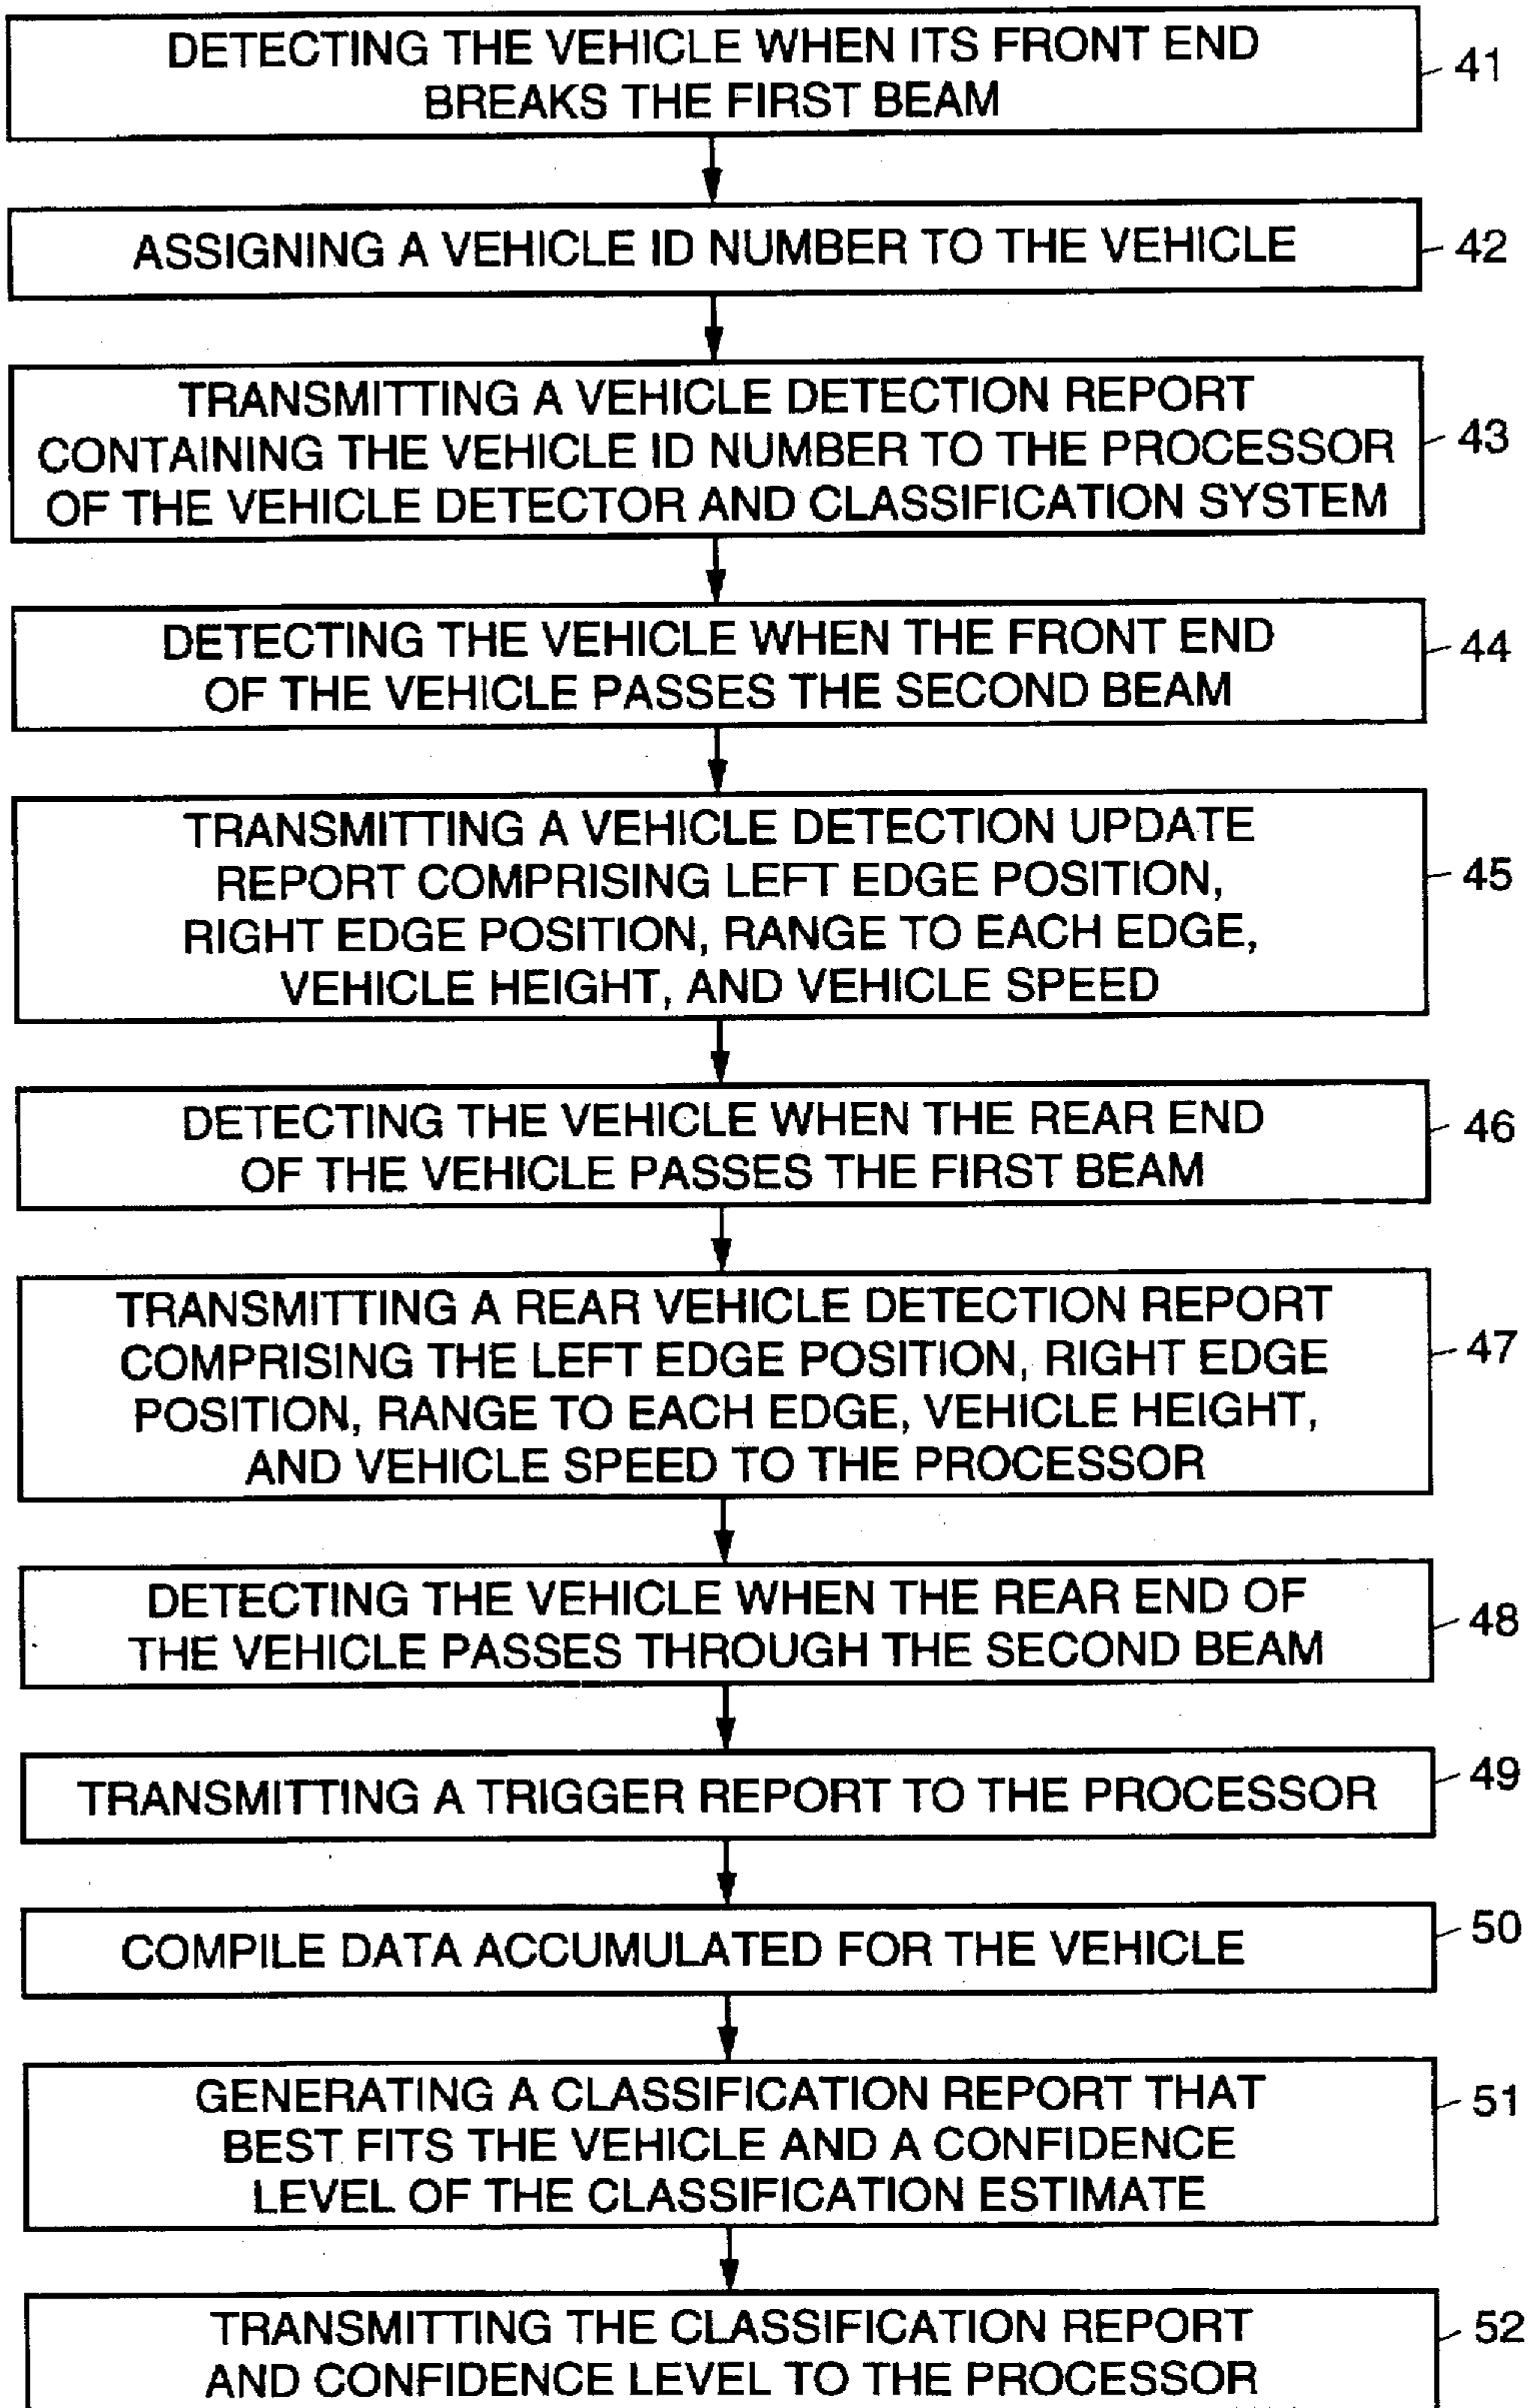 DETECTING THE VEHICLE WHEN ITS FRONT END
BREAKS THE FIRST BEAM
41
ASSIGNING A VEHICLE ID NUMBER TO THE VEHICLE
42
TRANSMITTING A VEHICLE DETECTION REPORT
CONTAINING THE VEHICLE ID NUMBER TO THE PROCESSOR
OF THE VEHICLE DETECTOR AND CLASSIFICATION SYSTEM
43
DETECTING THE VEHICLE WHEN THE FRONT END
OF THE VEHICLE PASSES THE SECOND BEAM
44
TRANSMITTING A VEHICLE DETECTION UPDATE
REPORT COMPRISING LEFT EDGE POSITION,
RIGHT EDGE POSITION, RANGE TO EACH EDGE,
VEHICLE HEIGHT, AND VEHICLE SPEED
45
DETECTING THE VEHICLE WHEN THE REAR END
OF THE VEHICLE PASSES THE FIRST BEAM
46
TRANSMITTING A REAR VEHICLE DETECTION REPORT
COMPRISING THE LEFT EDGE POSITION, RIGHT EDGE
POSITION, RANGE TO EACH EDGE, VEHICLE HEIGHT,
AND VEHICLE SPEED TO THE PROCESSOR
47
DETECTING THE VEHICLE WHEN THE REAR END OF
THE VEHICLE PASSES THROUGH THE SECOND BEAM
48
TRANSMITTING A TRIGGER REPORT TO THE PROCESSOR
49
COMPILE DATA ACCUMULATED FOR THE VEHICLE
50
GENERATING A CLASSIFICATION REPORT THAT
BEST FITS THE VEHICLE AND A CONFIDENCE
LEVEL OF THE CLASSIFICATION ESTIMATE
51
TRANSMITTING THE CLASSIFICATION REPORT
AND CONFIDENCE LEVEL TO THE PROCESSOR
52